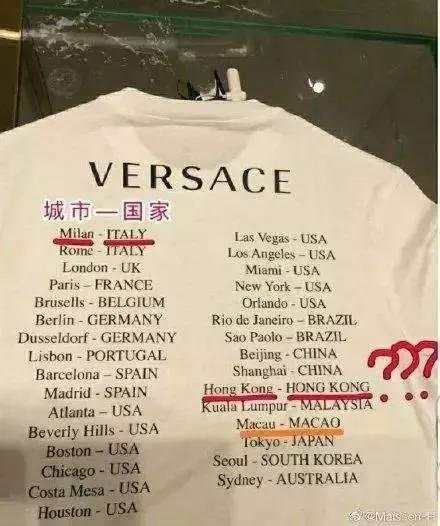 VERSACE
城市—国家
Milan - ITALY
Rome - ITALY
London - UK
Paris – FRANCE
Brusells - BELGIUM
Berlin - GERMANY
Dusseldorf - GERMANY
Lisbon - PORTUGAL
Barcelona – SPAIN
Madrid - SPAIN
Atlanta – USA
Beverly Hills - USA
Boston – USA
Chicago - USA
Costa Mesa - USA
Houston - USA
Las Vegas - USA
Los Angeles – USA
Miami - USA
New York – USA
Orlando - USA
Rio de Janeiro – BRAZIL
Sao Paolo – BRAZIL
Beijing - CHINA
Shanghai - CHINA
Hong Kong - HONG KONG
???
Kuala Lumpur - MALAYSIA
Macau - MACAO
Tokyo - JAPAN
Seoul - SOUTH KOREA
Sydney - AUSTRALIA